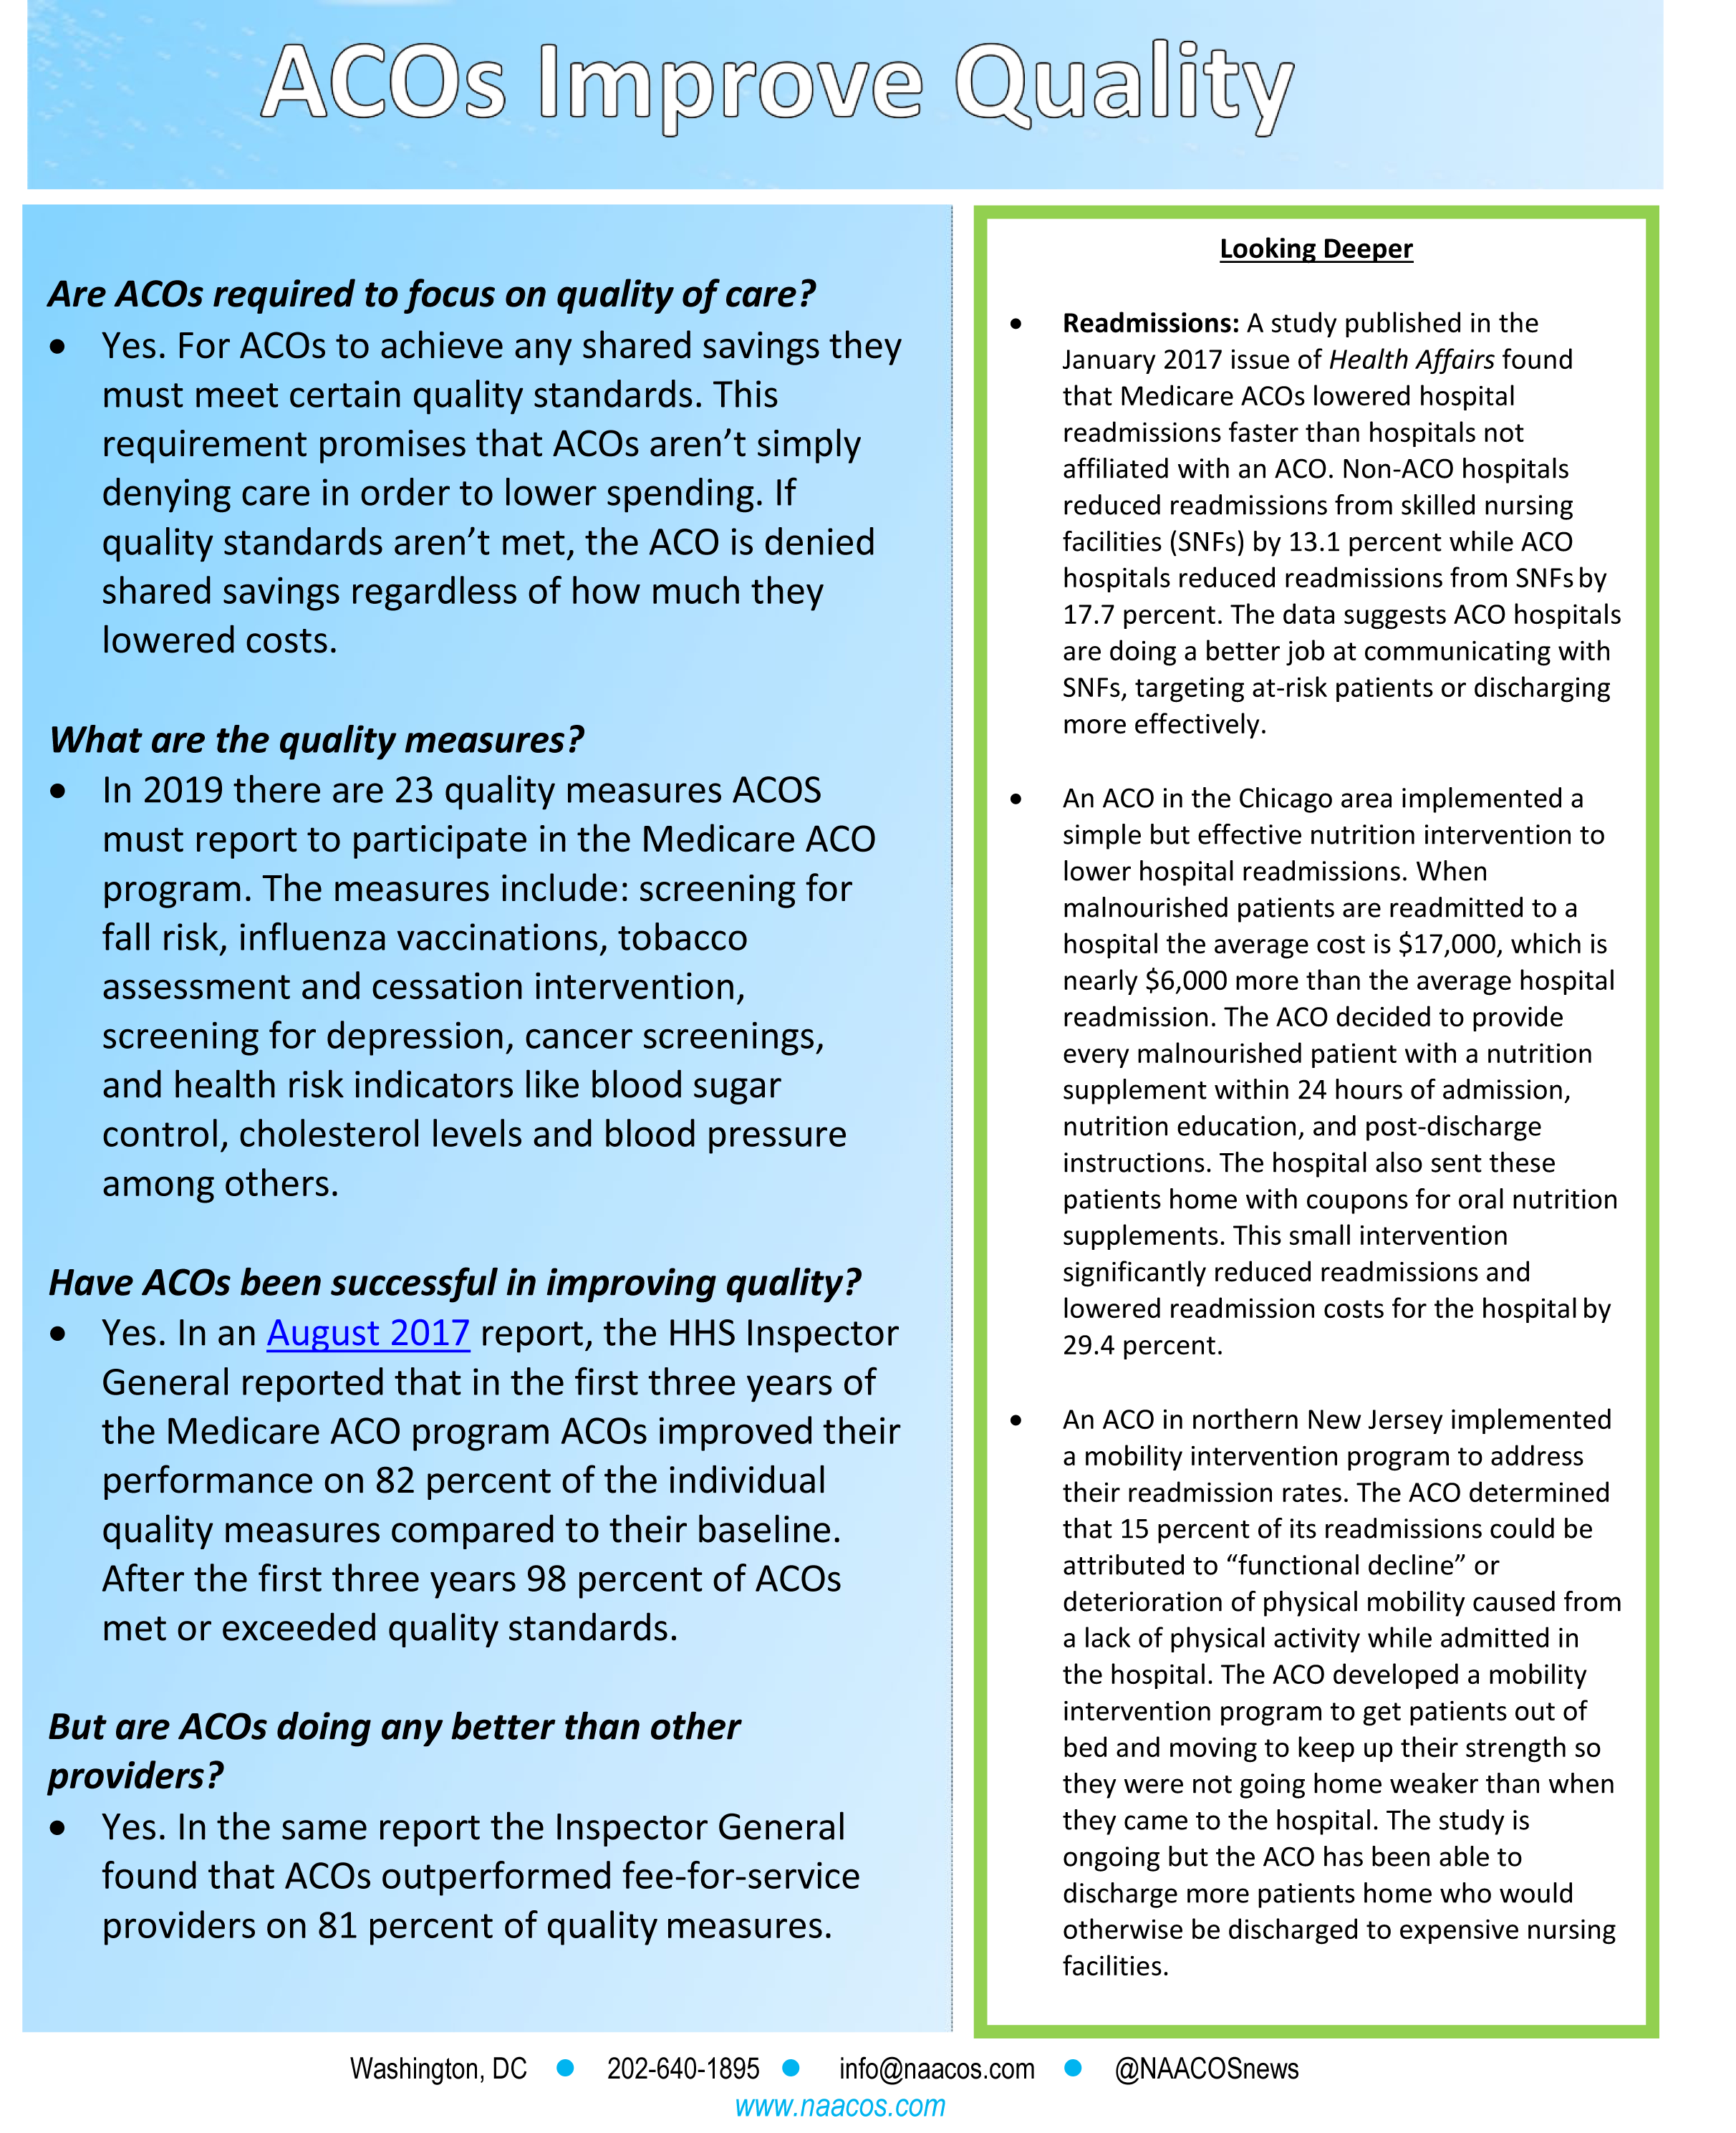 ACOs Improve Quality
Are ACOs required to focus on quality of care?
• Yes. For ACOs to achieve any shared savings they
must meet certain quality standards. This
requirement promises that ACOs aren’t simply
denying care in order to lower spending. If
quality standards aren’t met, the ACO is denied
shared savings regardless of how much they
lowered costs.
What are the quality measures?
• In 2019 there are 23 quality measures ACOS
must report to participate in the Medicare ACO
program. The measures include: screening for
fall risk, influenza vaccinations, tobacco
assessment and cessation intervention,
screening for depression, cancer screenings,
and health risk indicators like blood sugar
control, cholesterol levels and blood pressure
among others.
Have ACOs been successful in improving quality?
• Yes. In an August 2017 report, the HHS Inspector
General reported that in the first three years of
the Medicare ACO program ACOs improved their
performance on 82 percent of the individual
quality measures compared to their baseline.
After the first three years 98 percent of ACOs
met or exceeded quality standards.
But are ACOs doing any better than other
providers?
• Yes. In the same report the Inspector General
found that ACOs outperformed fee-for-service
providers on 81 percent of quality measures.
Looking Deeper
• Readmissions: A study published in the
January 2017 issue of Health Affairs found
that Medicare ACOs lowered hospital
readmissions faster than hospitals not
affiliated with an ACO. Non-ACO hospitals
reduced readmissions from skilled nursing
facilities (SNFs) by 13.1 percent while ACO
hospitals reduced readmissions from SNFs by
17.7 percent. The data suggests ACO hospitals
are doing a better job at communicating with
SNFs, targeting at-risk patients or discharging
more effectively.
• An ACO in the Chicago area implemented a
simple but effective nutrition intervention to
lower hospital readmissions. When
malnourished patients are readmitted to a
hospital the average cost is $17,000, which is
nearly $6,000 more than the average hospital
readmission. The ACO decided to provide
every malnourished patient with a nutrition
supplement within 24 hours of admission,
nutrition education, and post-discharge
instructions. The hospital also sent these
patients home with coupons for oral nutrition
supplements. This small intervention
significantly reduced readmissions and
lowered readmission costs for the hospital by
29.4 percent.
• An ACO in northern New Jersey implemented
a mobility intervention program to address
their readmission rates. The ACO determined
that 15 percent of its readmissions could be
attributed to “functional decline” or
deterioration of physical mobility caused from
a lack of physical activity while admitted in
the hospital. The ACO developed a mobility
intervention program to get patients out of
bed and moving to keep up their strength so
they were not going home weaker than when
they came to the hospital. The study is
ongoing but the ACO has been able to
discharge more patients home who would
otherwise be discharged to expensive nursing
facilities.
Washington, DC • 202-640-1895 • info@naacos.com • @NAACOSnews
www.naacos.com